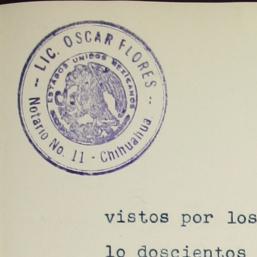 -- LIC. OSCAR FLORES --
ESTADOS UNIDOS MEXICANOS
Notario No. 11 - Chihuahua
vistos por los
lo doscientos